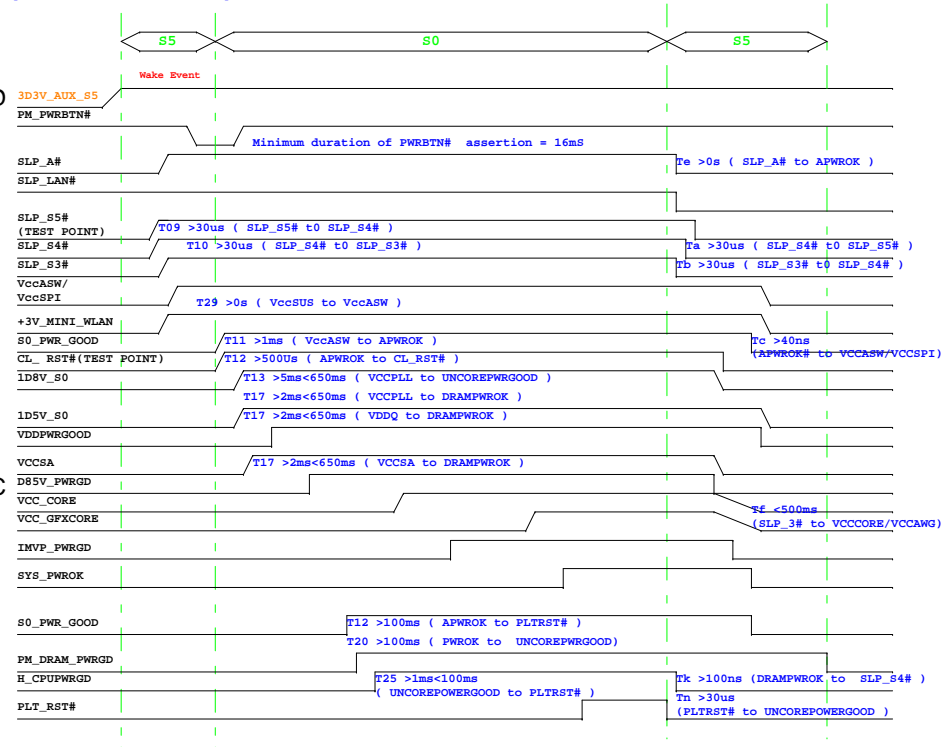 S5 S0 S5
Wake Event
D
3D3V_AUX_S5
PM_PWRBTN#
Minimum duration of PWRBTN# assertion = 16mS
SLP_A#
Te >0s ( SLP_A# to APWROK )
SLP_LAN#
SLP_S5#
(TEST POINT)
T09 >30us ( SLP_S5# t0 SLP_S4# )
SLP_S4#
T10 >30us ( SLP_S4# t0 SLP_S3# )
Ta >30us ( SLP_S4# t0 SLP_S5# )
SLP_S3#
Tb >30us ( SLP_S3# t0 SLP_S4# )
VccASW/
VccSPI
T29 >0s ( VccSUS to VccASW )
+3V_MINI_WLAN
S0_PWR_GOOD
T11 >1ms ( VccASW to APWROK )
Tc >40ns
(APWROK# to VCCASW/VCCSPI)
CL_ RST#(TEST POINT)
T12 >500Us ( APWROK to CL_RST# )
1D8V_S0
T13 >5ms<650ms ( VCCPLL to UNCOREPWRGOOD )
T17 >2ms<650ms ( VCCPLL to DRAMPWROK )
1D5V_S0
T17 >2ms<650ms ( VDDQ to DRAMPWROK )
VDDPWRGOOD
VCCSA
T17 >2ms<650ms ( VCCSA to DRAMPWROK )
D85V_PWRGD
C
VCC_CORE
Tf <500ms
(SLP_3# to VCCCORE/VCCAWG)
VCC_GFXCORE
IMVP_PWRGD
SYS_PWROK
S0_PWR_GOOD
T12 >100ms ( APWROK to PLTRST# )
T20 >100ms ( PWROK to UNCOREPWRGOOD)
PM_DRAM_PWRGD
H_CPUPWRGD
T25 >1ms<100ms
( UNCOREPOWERGOOD to PLTRST# )
Tk >100ns (DRAMPWROK to SLP_S4# )
Tn >30us
(PLTRST# to UNCOREPOWERGOOD )
PLT_RST#